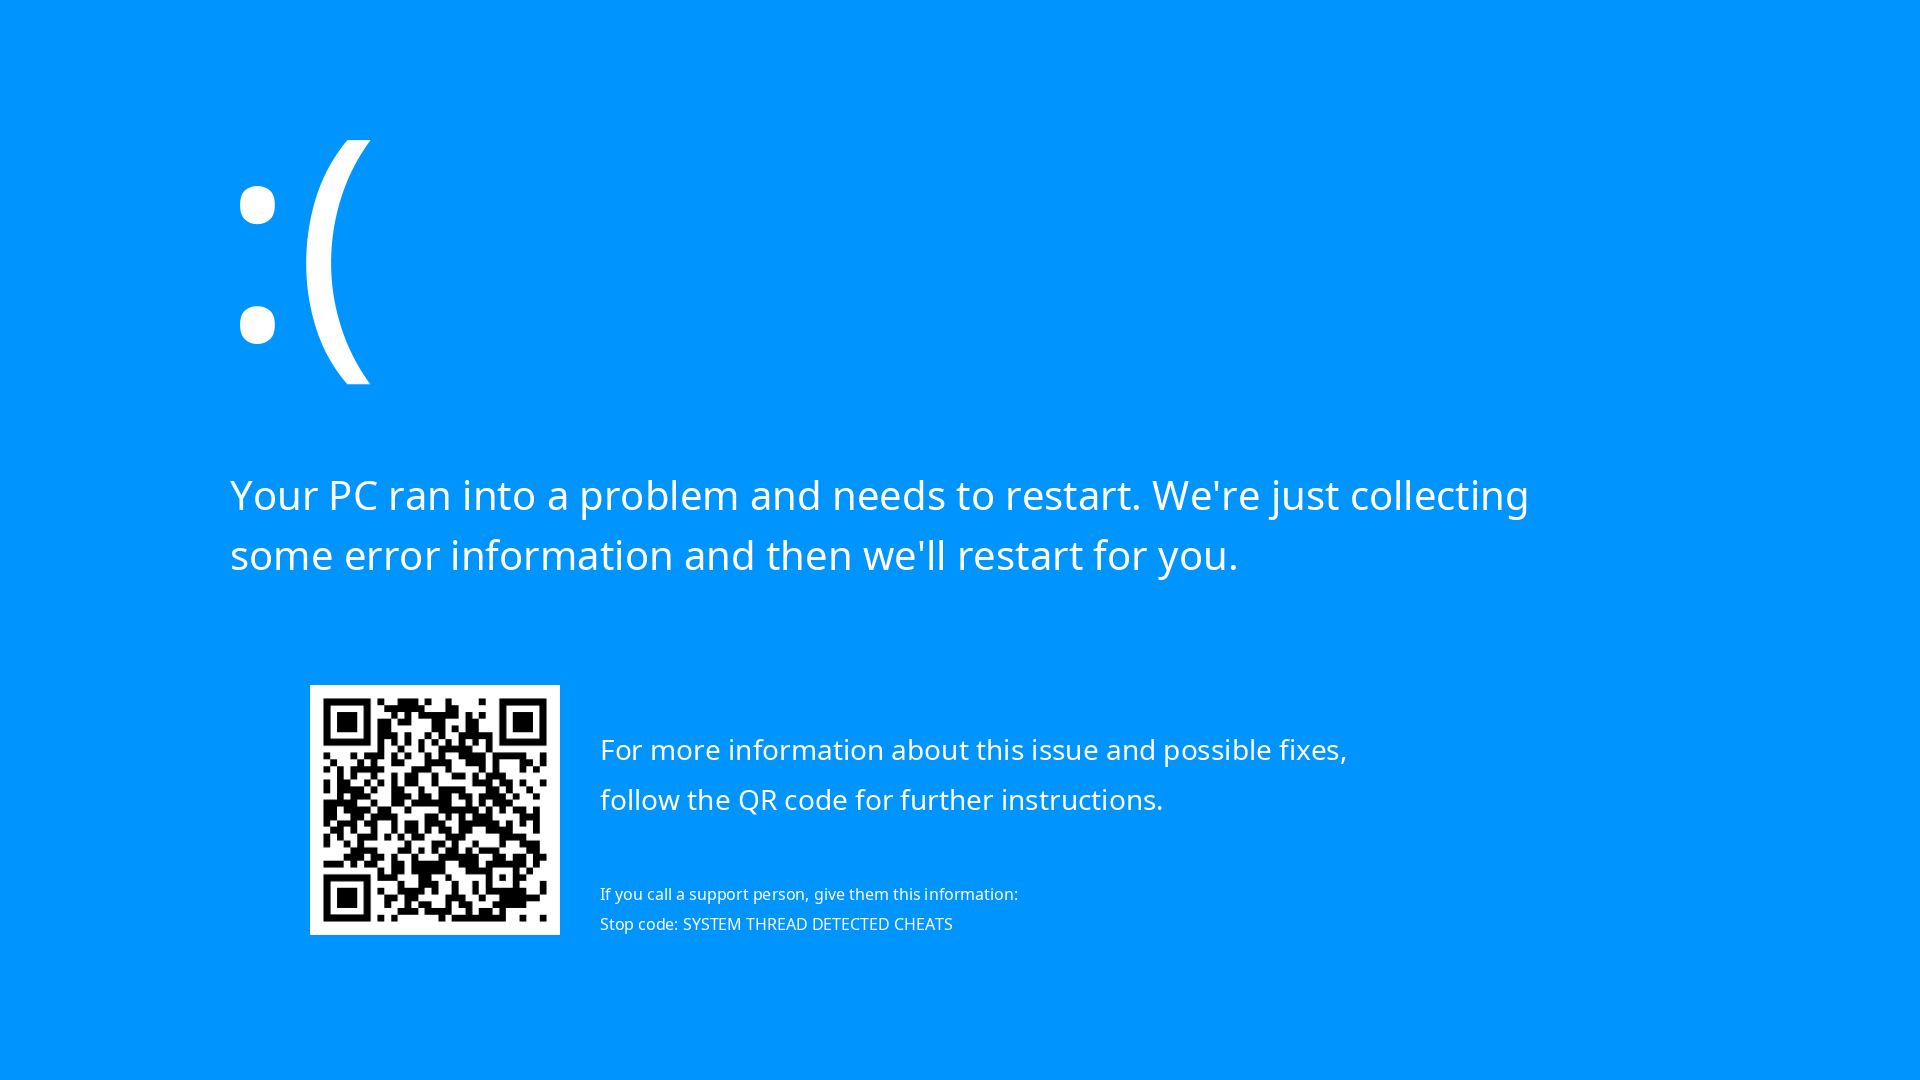 :(
Your PC ran into a problem and needs to restart. We're just collecting
some error information and then we'll restart for you.
For more information about this issue and possible fixes,
follow the QR code for further instructions.
If you call a support person, give them this information:
Stop code: SYSTEM THREAD DETECTED CHEATS